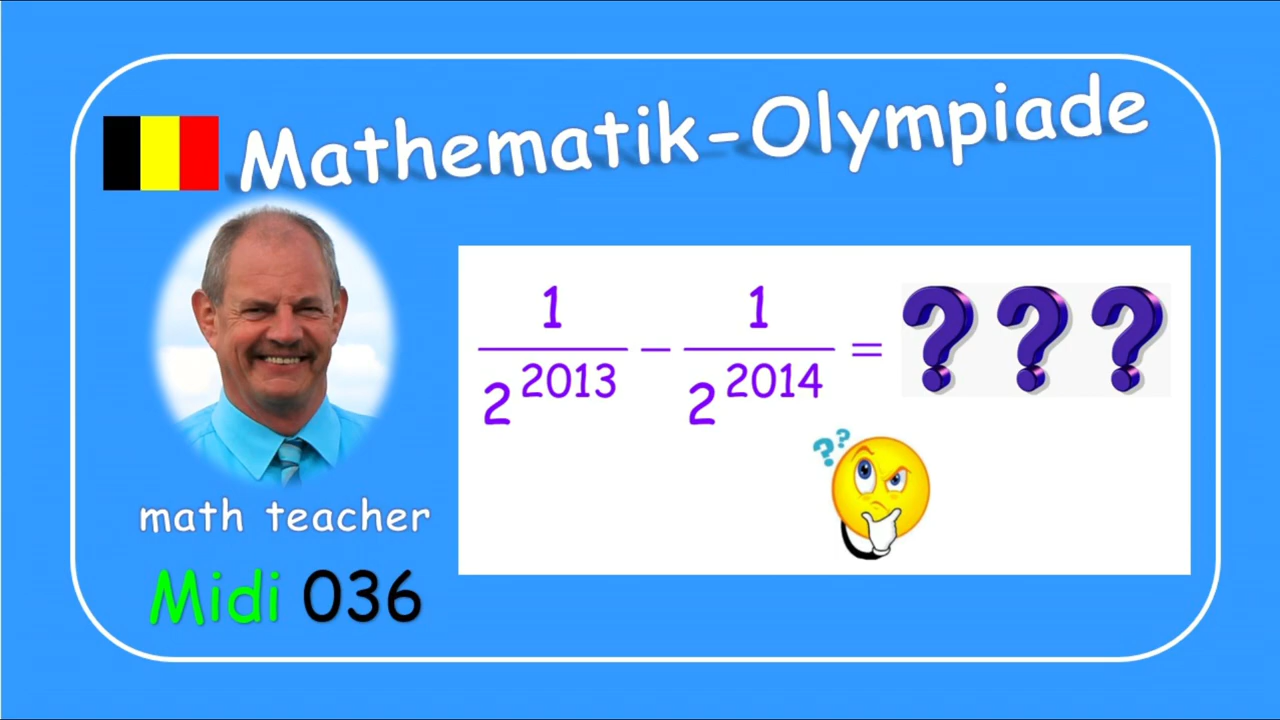 Mathematik-Olympiade
1/2^2013 - 1/2^2014 = ???
??
math teacher
Midi 036